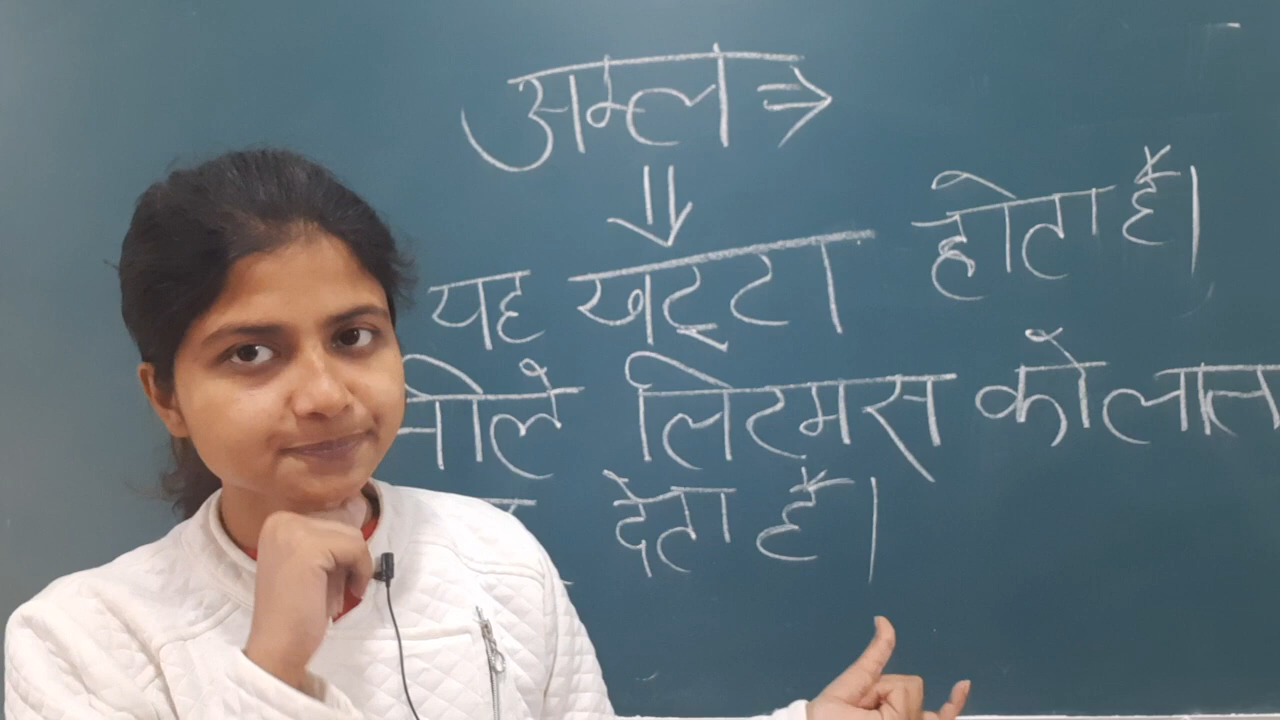 अम्ल ⇒
⇓
यह खट्टा होता है।
नीले लिटमस को लाल
देता है।